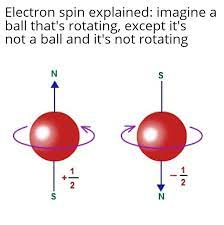 Electron spin explained: imagine a
ball that's rotating, except it's
not a ball and it's not rotating
N
S
+1/2
-1/2
S
N